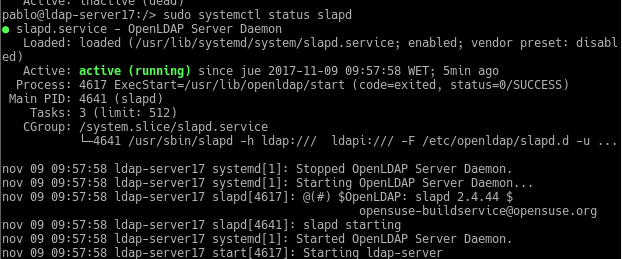 Active: inactive (dead)
pablo@ldap-server17:/> sudo systemctl status slapd
● slapd.service - OpenLDAP Server Daemon
Loaded: loaded (/usr/lib/systemd/system/slapd.service; enabled; vendor preset: disabl
ed)
Active: active (running) since jue 2017-11-09 09:57:58 WET; 5min ago
Process: 4617 ExecStart=/usr/lib/openldap/start (code=exited, status=0/SUCCESS)
Main PID: 4641 (slapd)
Tasks: 3 (limit: 512)
CGroup: /system.slice/slapd.service
└─4641 /usr/sbin/slapd -h ldap:/// ldapi:/// -F /etc/openldap/slapd.d -u ...
nov 09 09:57:58 ldap-server17 systemd[1]: Stopped OpenLDAP Server Daemon.
nov 09 09:57:58 ldap-server17 systemd[1]: Starting OpenLDAP Server Daemon...
nov 09 09:57:58 ldap-server17 slapd[4617]: @(#) $OpenLDAP: slapd 2.4.44 $
opensuse-buildservice@opensuse.org
nov 09 09:57:58 ldap-server17 slapd[4641]: slapd starting
nov 09 09:57:58 ldap-server17 systemd[1]: Started OpenLDAP Server Daemon.
nov 09 09:57:58 ldap-server17 start[4617]: Starting ldap-server